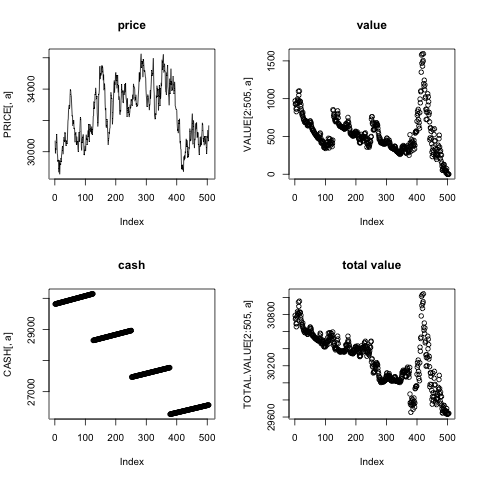 price
PRICE[, a]
30000
34000
0 100 200 300 400 500
Index
value
VALUE[2:505, a]
0
500
1000
1500
0 100 200 300 400 500
Index
cash
CASH[, a]
27000
29000
0 100 200 300 400 500
Index
total value
TOTAL.VALUE[2:505, a]
29600
30200
30800
0 100 200 300 400 500
Index